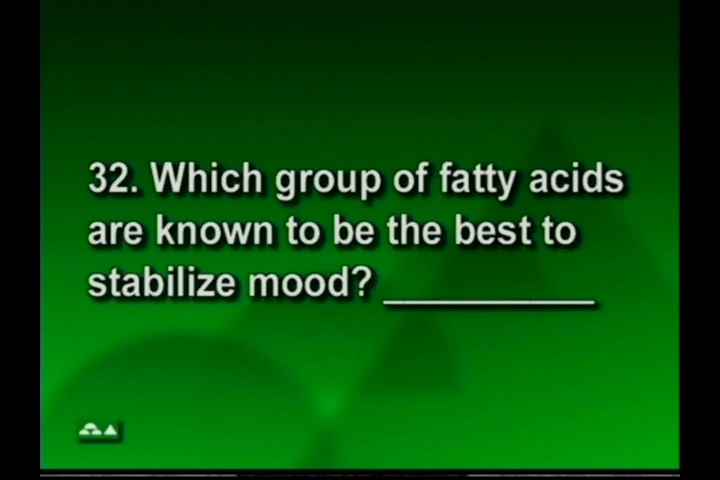 32. Which group of fatty acids
are known to be the best to
stabilize mood? __________